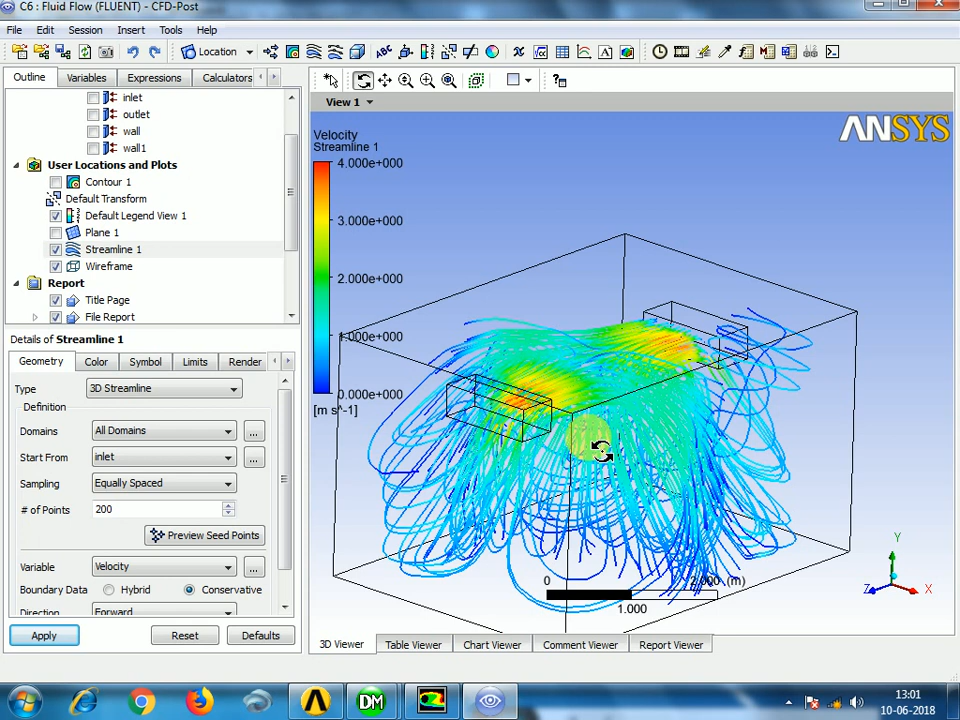 C6 : Fluid Flow (FLUENT) - CFD-Post
File Edit Session Insert Tools Help
Location
Outline Variables Expressions Calculators
View 1
inlet
outlet
wall
wall1
User Locations and Plots
Contour 1
Default Transform
Default Legend View 1
Plane 1
Streamline 1
Wireframe
Report
Title Page
File Report
Details of Streamline 1
Geometry Color Symbol Limits Render
Type 3D Streamline
Definition
Domains All Domains ...
Start From inlet ...
Sampling Equally Spaced
# of Points 200
Preview Seed Points
Variable Velocity ...
Boundary Data Hybrid Conservative
Direction Forward
Apply Reset Defaults
Velocity
Streamline 1
4.000e+000
3.000e+000
2.000e+000
1.000e+000
0.000e+000
[m s^-1]
ANSYS
0 2.000 (m)
1.000
Y
Z X
3D Viewer Table Viewer Chart Viewer Comment Viewer Report Viewer
DM
13:01
10-06-2018